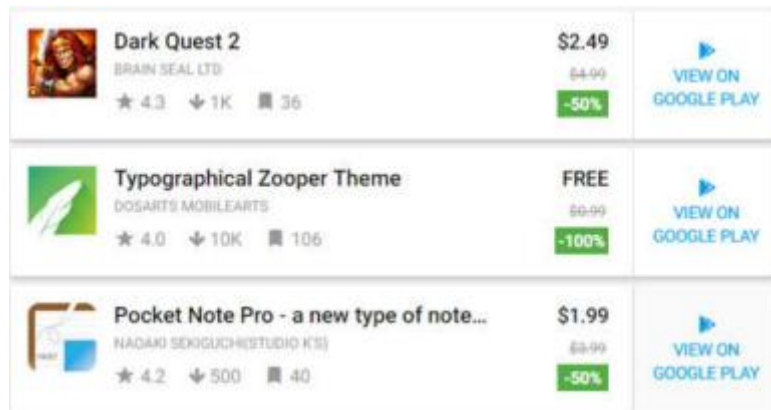 Dark Quest 2
BRAIN SEAL LTD
4.3 1K 36
$2.49
$4.99
-50%
VIEW ON
GOOGLE PLAY
Typographical Zooper Theme
DOSARTS MOBILEARTS
4.0 10K 106
FREE
$0.99
-100%
VIEW ON
GOOGLE PLAY
Pocket Note Pro - a new type of note...
NAOAKI SEKIGUCHI(STUDIO K'S)
4.2 500 40
$1.99
$3.99
-50%
VIEW ON
GOOGLE PLAY